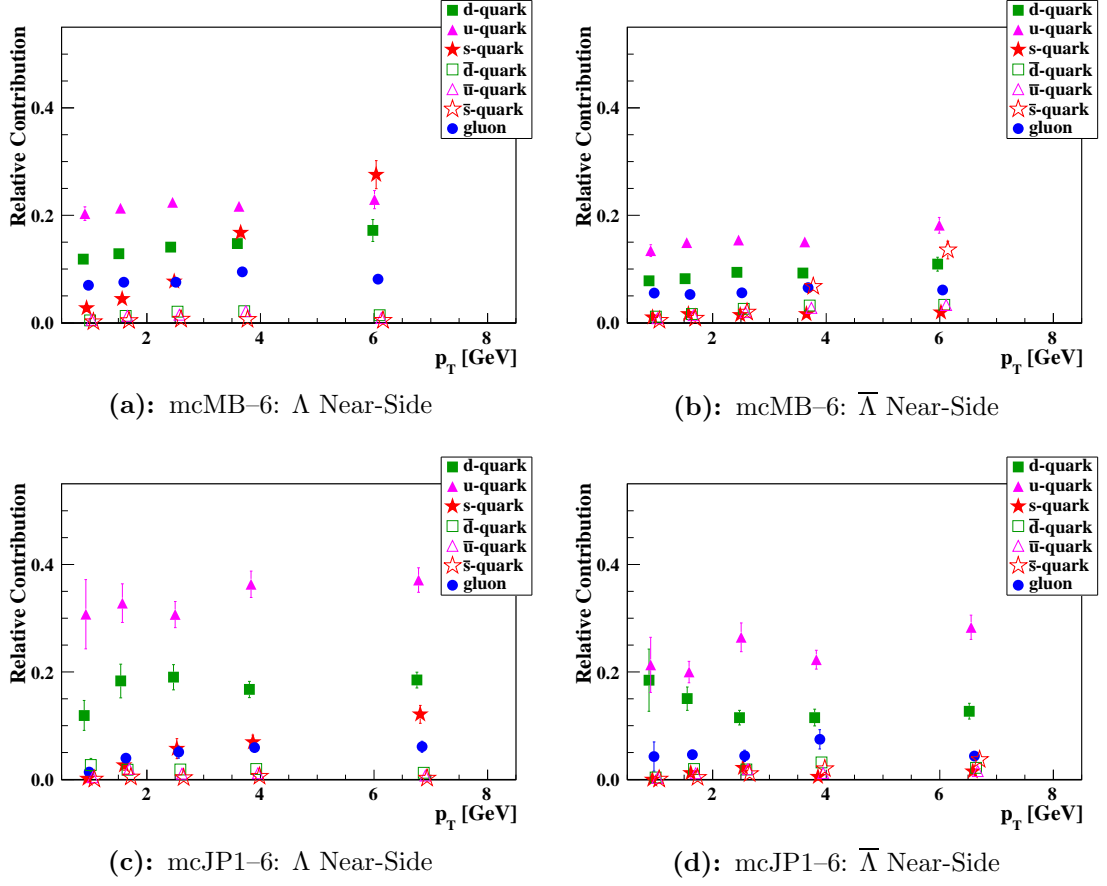 d-quark
u-quark
s-quark
d̅-quark
u̅-quark
s̅-quark
gluon
Relative Contribution
0.4
0.2
0.0
2 4 6 8
p_T [GeV]
(a): mcMB–6: Λ Near-Side
d-quark
u-quark
s-quark
d̅-quark
u̅-quark
s̅-quark
gluon
Relative Contribution
0.4
0.2
0.0
2 4 6 8
p_T [GeV]
(b): mcMB–6: Λ̅ Near-Side
d-quark
u-quark
s-quark
d̅-quark
u̅-quark
s̅-quark
gluon
Relative Contribution
0.4
0.2
0.0
2 4 6 8
p_T [GeV]
(c): mcJP1–6: Λ Near-Side
d-quark
u-quark
s-quark
d̅-quark
u̅-quark
s̅-quark
gluon
Relative Contribution
0.4
0.2
0.0
2 4 6 8
p_T [GeV]
(d): mcJP1–6: Λ̅ Near-Side